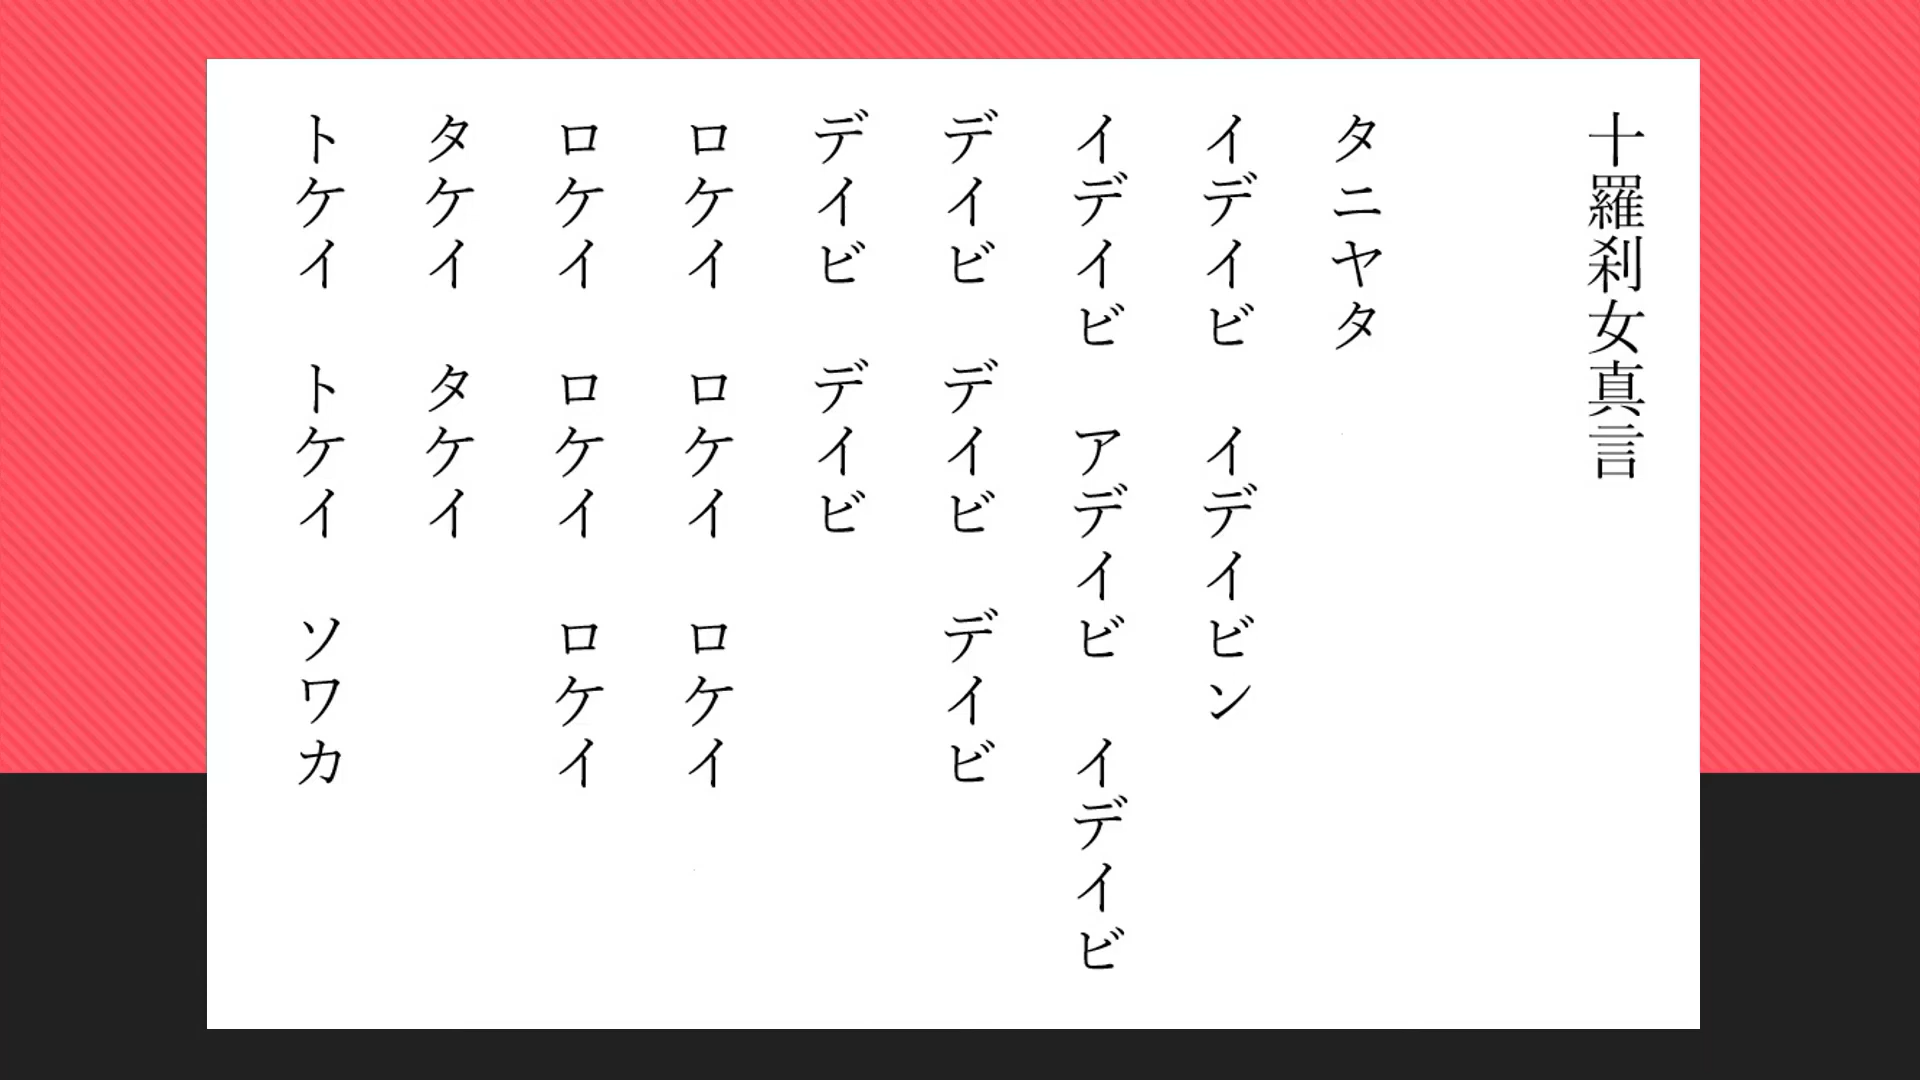 十羅刹女真言
タニヤタ
イデイビ　イデイビン
イデイビ　アデイビ　イデイビ
デイビ　デイビ　デイビ
デイビ　デイビ
ロケイ　ロケイ　ロケイ
ロケイ　ロケイ　ロケイ
タケイ　タケイ
トケイ　トケイ　ソワカ